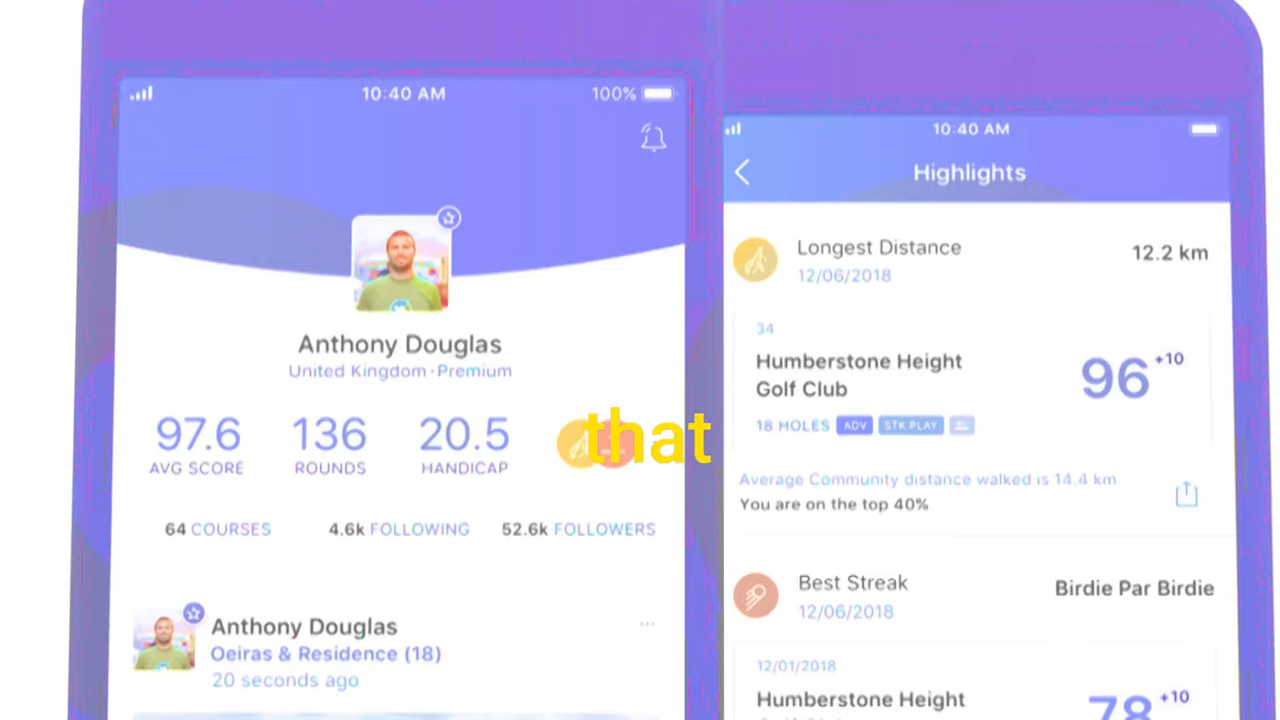 10:40 AM
100%
Anthony Douglas
United Kingdom · Premium
97.6
136
20.5
AVG SCORE
ROUNDS
HANDICAP
64 COURSES
4.6k FOLLOWING
52.6k FOLLOWERS
Anthony Douglas
Oeiras & Residence (18)
20 seconds ago
that
10:40 AM
Highlights
Longest Distance
12.2 km
12/06/2018
34
Humberstone Height
Golf Club
96 +10
18 HOLES ADV STK PLAY
Average Community distance walked is 14.4 km
You are on the top 40%
Best Streak
Birdie Par Birdie
12/06/2018
12/01/2018
Humberstone Height
78 +10